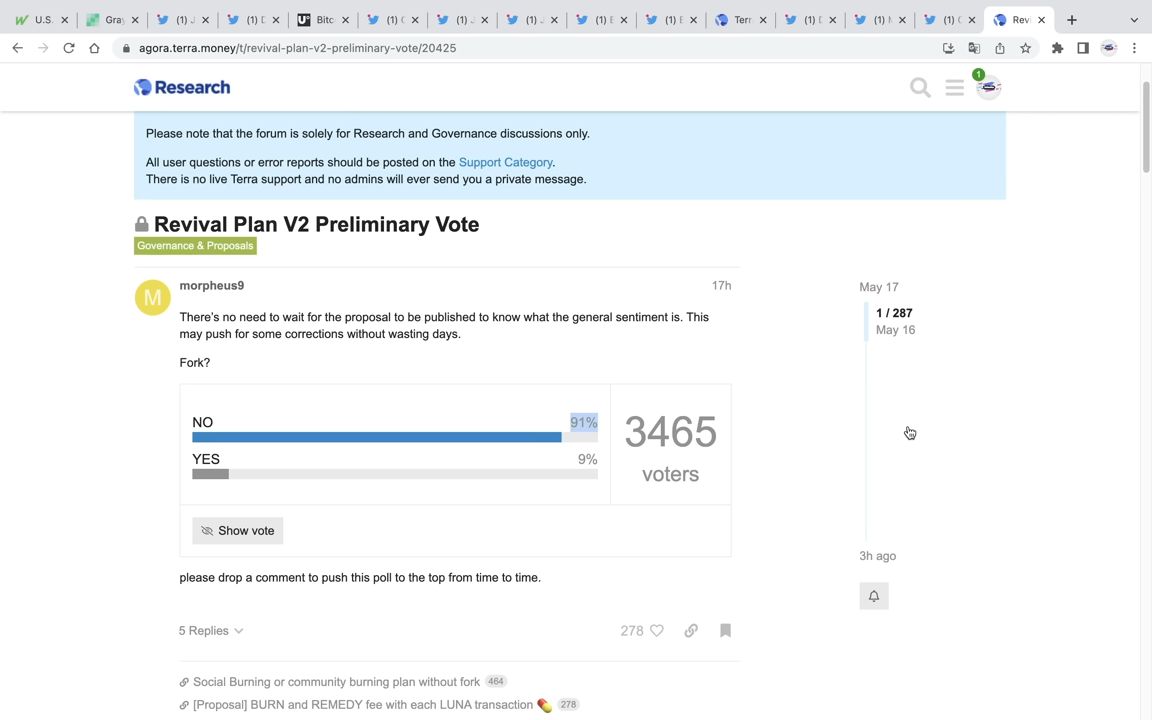 U.S.
Gray
(1) J
(1) D
Bitc
(1) C
(1) J
(1) J
(1) E
(1) E
Terr
(1) D
(1) N
(1) C
Revi
agora.terra.money/t/revival-plan-v2-preliminary-vote/20425
Research
1
Please note that the forum is solely for Research and Governance discussions only.
All user questions or error reports should be posted on the Support Category.
There is no live Terra support and no admins will ever send you a private message.
Revival Plan V2 Preliminary Vote
Governance & Proposals
M
morpheus9
17h
There's no need to wait for the proposal to be published to know what the general sentiment is. This
may push for some corrections without wasting days.
Fork?
NO
91%
YES
9%
3465
voters
Show vote
please drop a comment to push this poll to the top from time to time.
5 Replies
278
Social Burning or community burning plan without fork 464
[Proposal] BURN and REMEDY fee with each LUNA transaction 278
May 17
1 / 287
May 16
3h ago